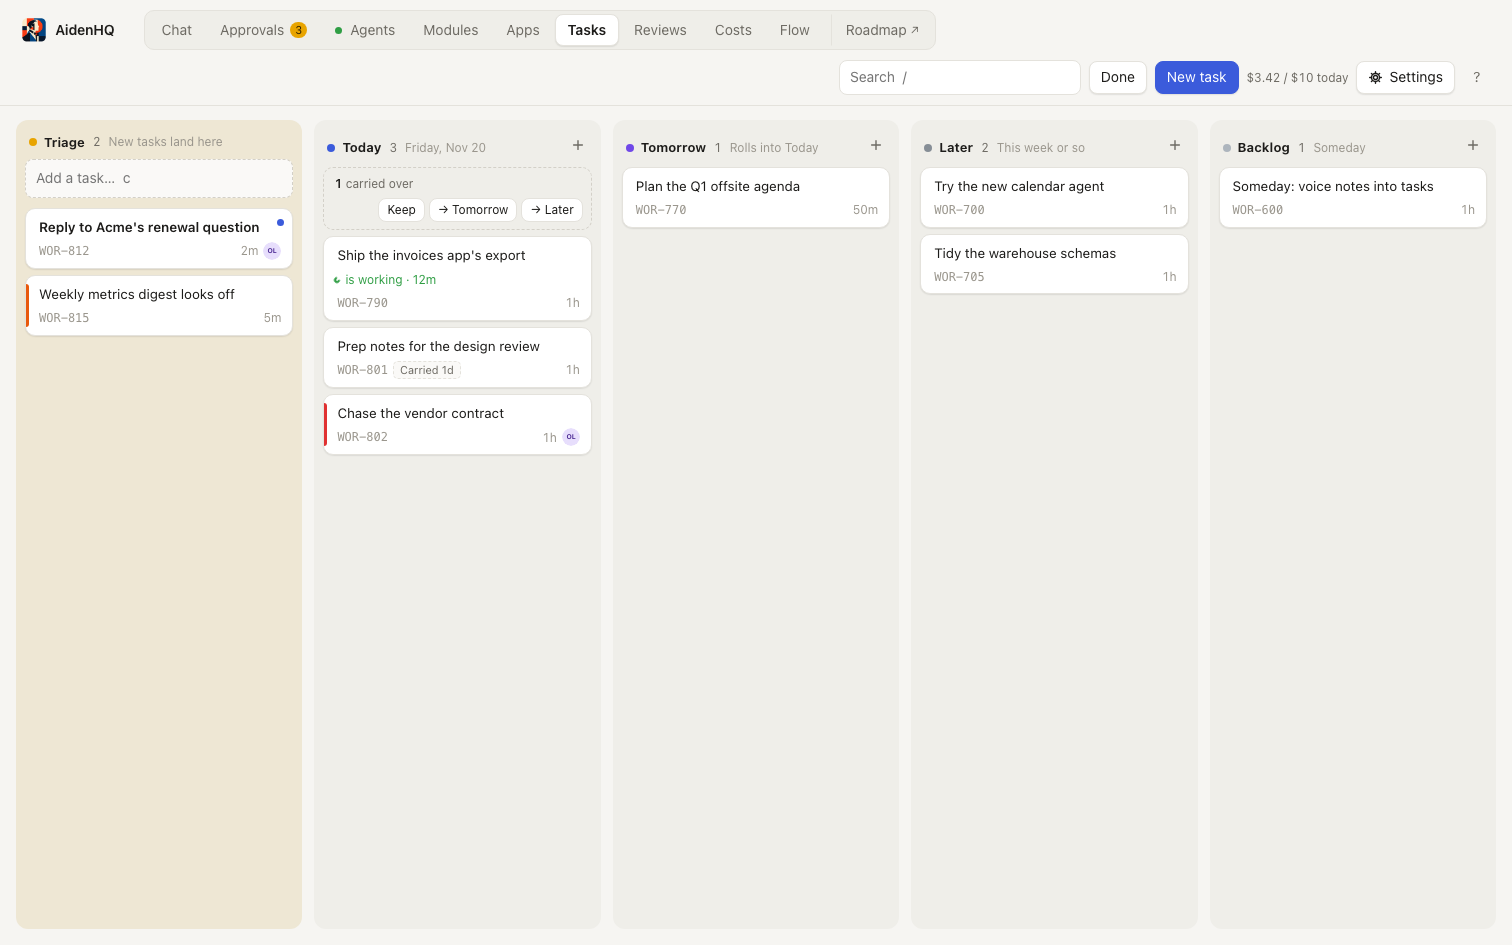 AidenHQ
Chat
Approvals 3
Agents
Modules
Apps
Tasks
Reviews
Costs
Flow
Roadmap ↗
Search /
Done
New task
$3.42 / $10 today
Settings
?
Triage 2 New tasks land here
Add a task... c
Reply to Acme's renewal question
WOR-812 2m OL
Weekly metrics digest looks off
WOR-815 5m
Today 3 Friday, Nov 20 +
1 carried over
Keep → Tomorrow → Later
Ship the invoices app's export
is working · 12m
WOR-790 1h
Prep notes for the design review
WOR-801 Carried 1d 1h
Chase the vendor contract
WOR-802 1h OL
Tomorrow 1 Rolls into Today +
Plan the Q1 offsite agenda
WOR-770 50m
Later 2 This week or so +
Try the new calendar agent
WOR-700 1h
Tidy the warehouse schemas
WOR-705 1h
Backlog 1 Someday +
Someday: voice notes into tasks
WOR-600 1h